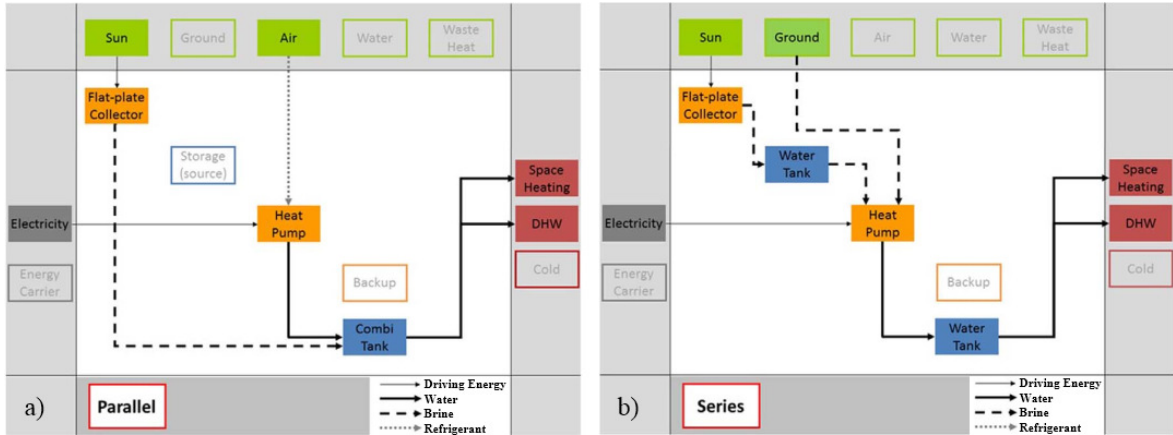 Sun
Ground
Air
Water
Waste
Heat
Flat-plate
Collector
Storage
(source)
Space
Heating
Electricity
Heat
Pump
DHW
Energy
Carrier
Backup
Cold
Combi
Tank
a)
Parallel
Driving Energy
Water
Brine
Refrigerant
Sun
Ground
Air
Water
Waste
Heat
Flat-plate
Collector
Water
Tank
Space
Heating
Electricity
Heat
Pump
DHW
Energy
Carrier
Backup
Cold
Water
Tank
b)
Series
Driving Energy
Water
Brine
Refrigerant